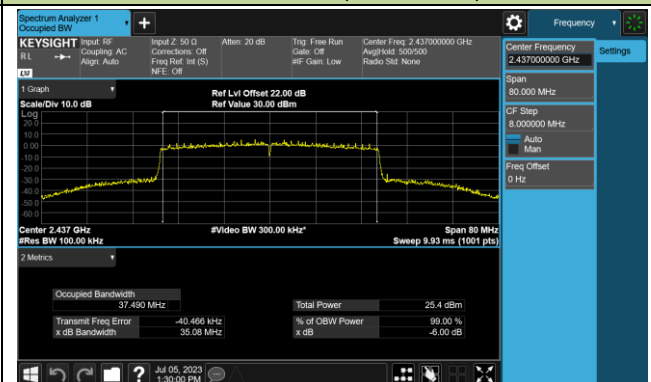 Spectrum Analyzer 1
Occupied BW
Frequency
KEYSIGHT
Input: RF
Coupling: AC
Align: Auto
RL
LXI
Input Z: 50 Ω
Corrections: Off
Freq Ref: Int (S)
NFE: Off
Atten: 20 dB
Trig: Free Run
Gate: Off
#IF Gain: Low
Center Freq: 2.437000000 GHz
Avg|Hold: 500/500
Radio Std: None
1 Graph
Scale/Div 10.0 dB
Ref Lvl Offset 22.00 dB
Ref Value 30.00 dBm
Log
20.0
10.0
0.00
-10.0
-20.0
-30.0
-40.0
-50.0
-60.0
Center 2.437 GHz
#Res BW 100.00 kHz
#Video BW 300.00 kHz*
Span 80 MHz
Sweep 9.93 ms (1001 pts)
2 Metrics
Occupied Bandwidth
37.490 MHz
Total Power 25.4 dBm
Transmit Freq Error -40.466 kHz
% of OBW Power 99.00 %
x dB Bandwidth 35.08 MHz
x dB -6.00 dB
Jul 05, 2023
1:30:00 PM
Center Frequency
2.437000000 GHz
Settings
Span
80.000 MHz
CF Step
8.000000 MHz
Auto
Man
Freq Offset
0 Hz